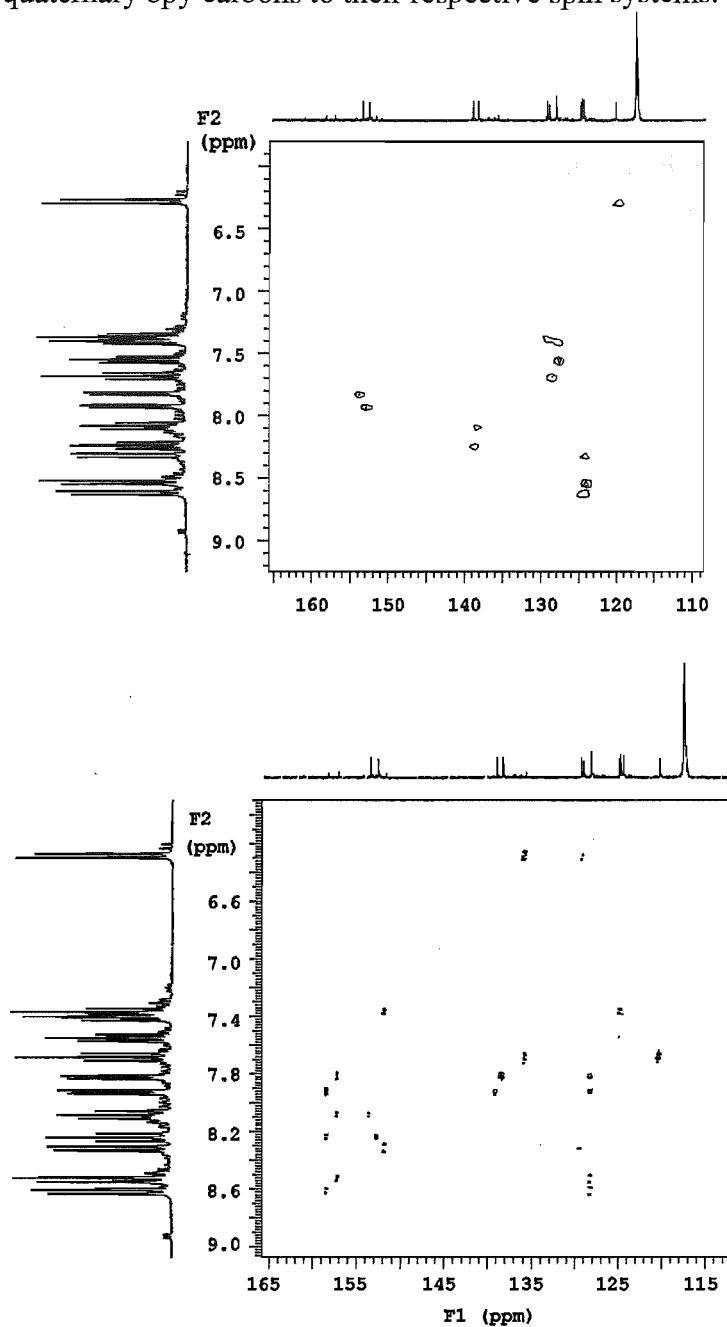 quaternary bpy carbons to their respective spin systems.
F2
(ppm)
6.5
7.0
7.5
8.0
8.5
9.0
160 150 140 130 120 110
F2
(ppm)
6.6
7.0
7.4
7.8
8.2
8.6
9.0
165 155 145 135 125 115
F1 (ppm)